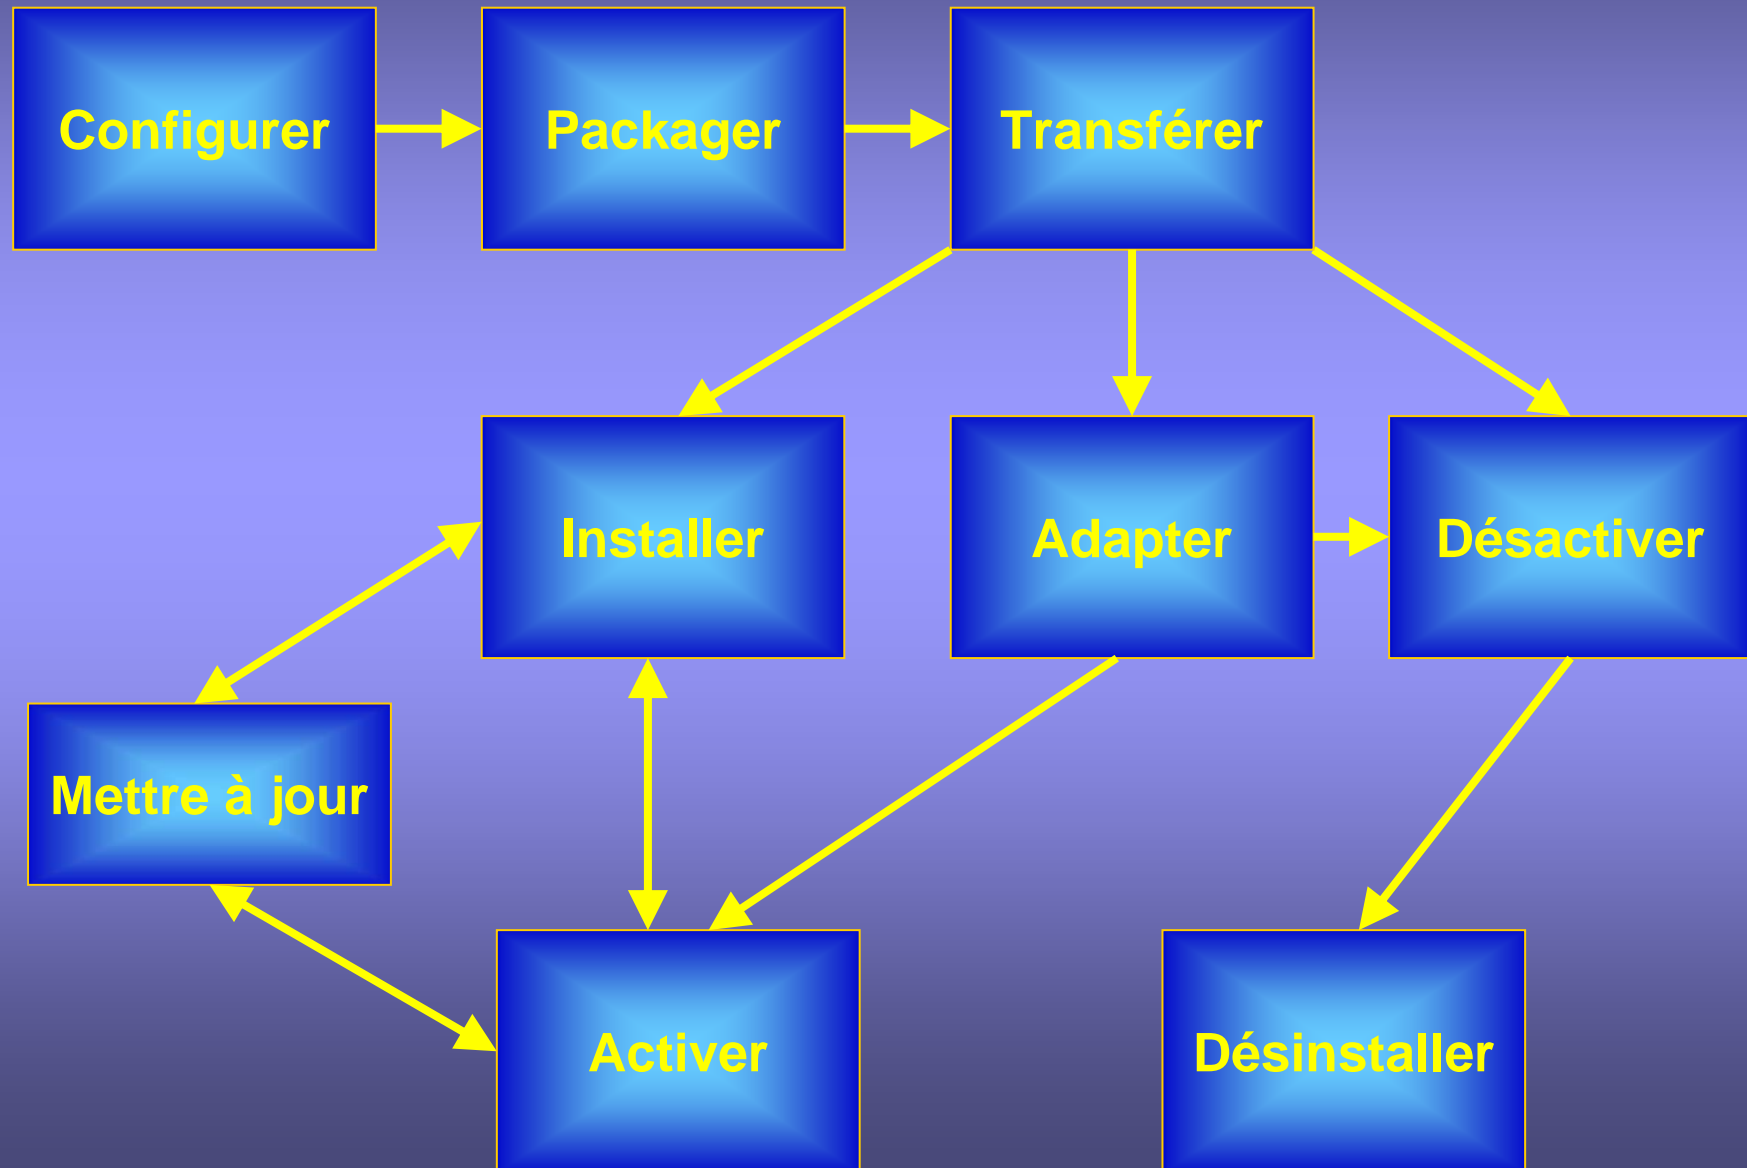 Configurer
Packager
Transférer
Installer
Adapter
Désactiver
Mettre à jour
Activer
Désinstaller